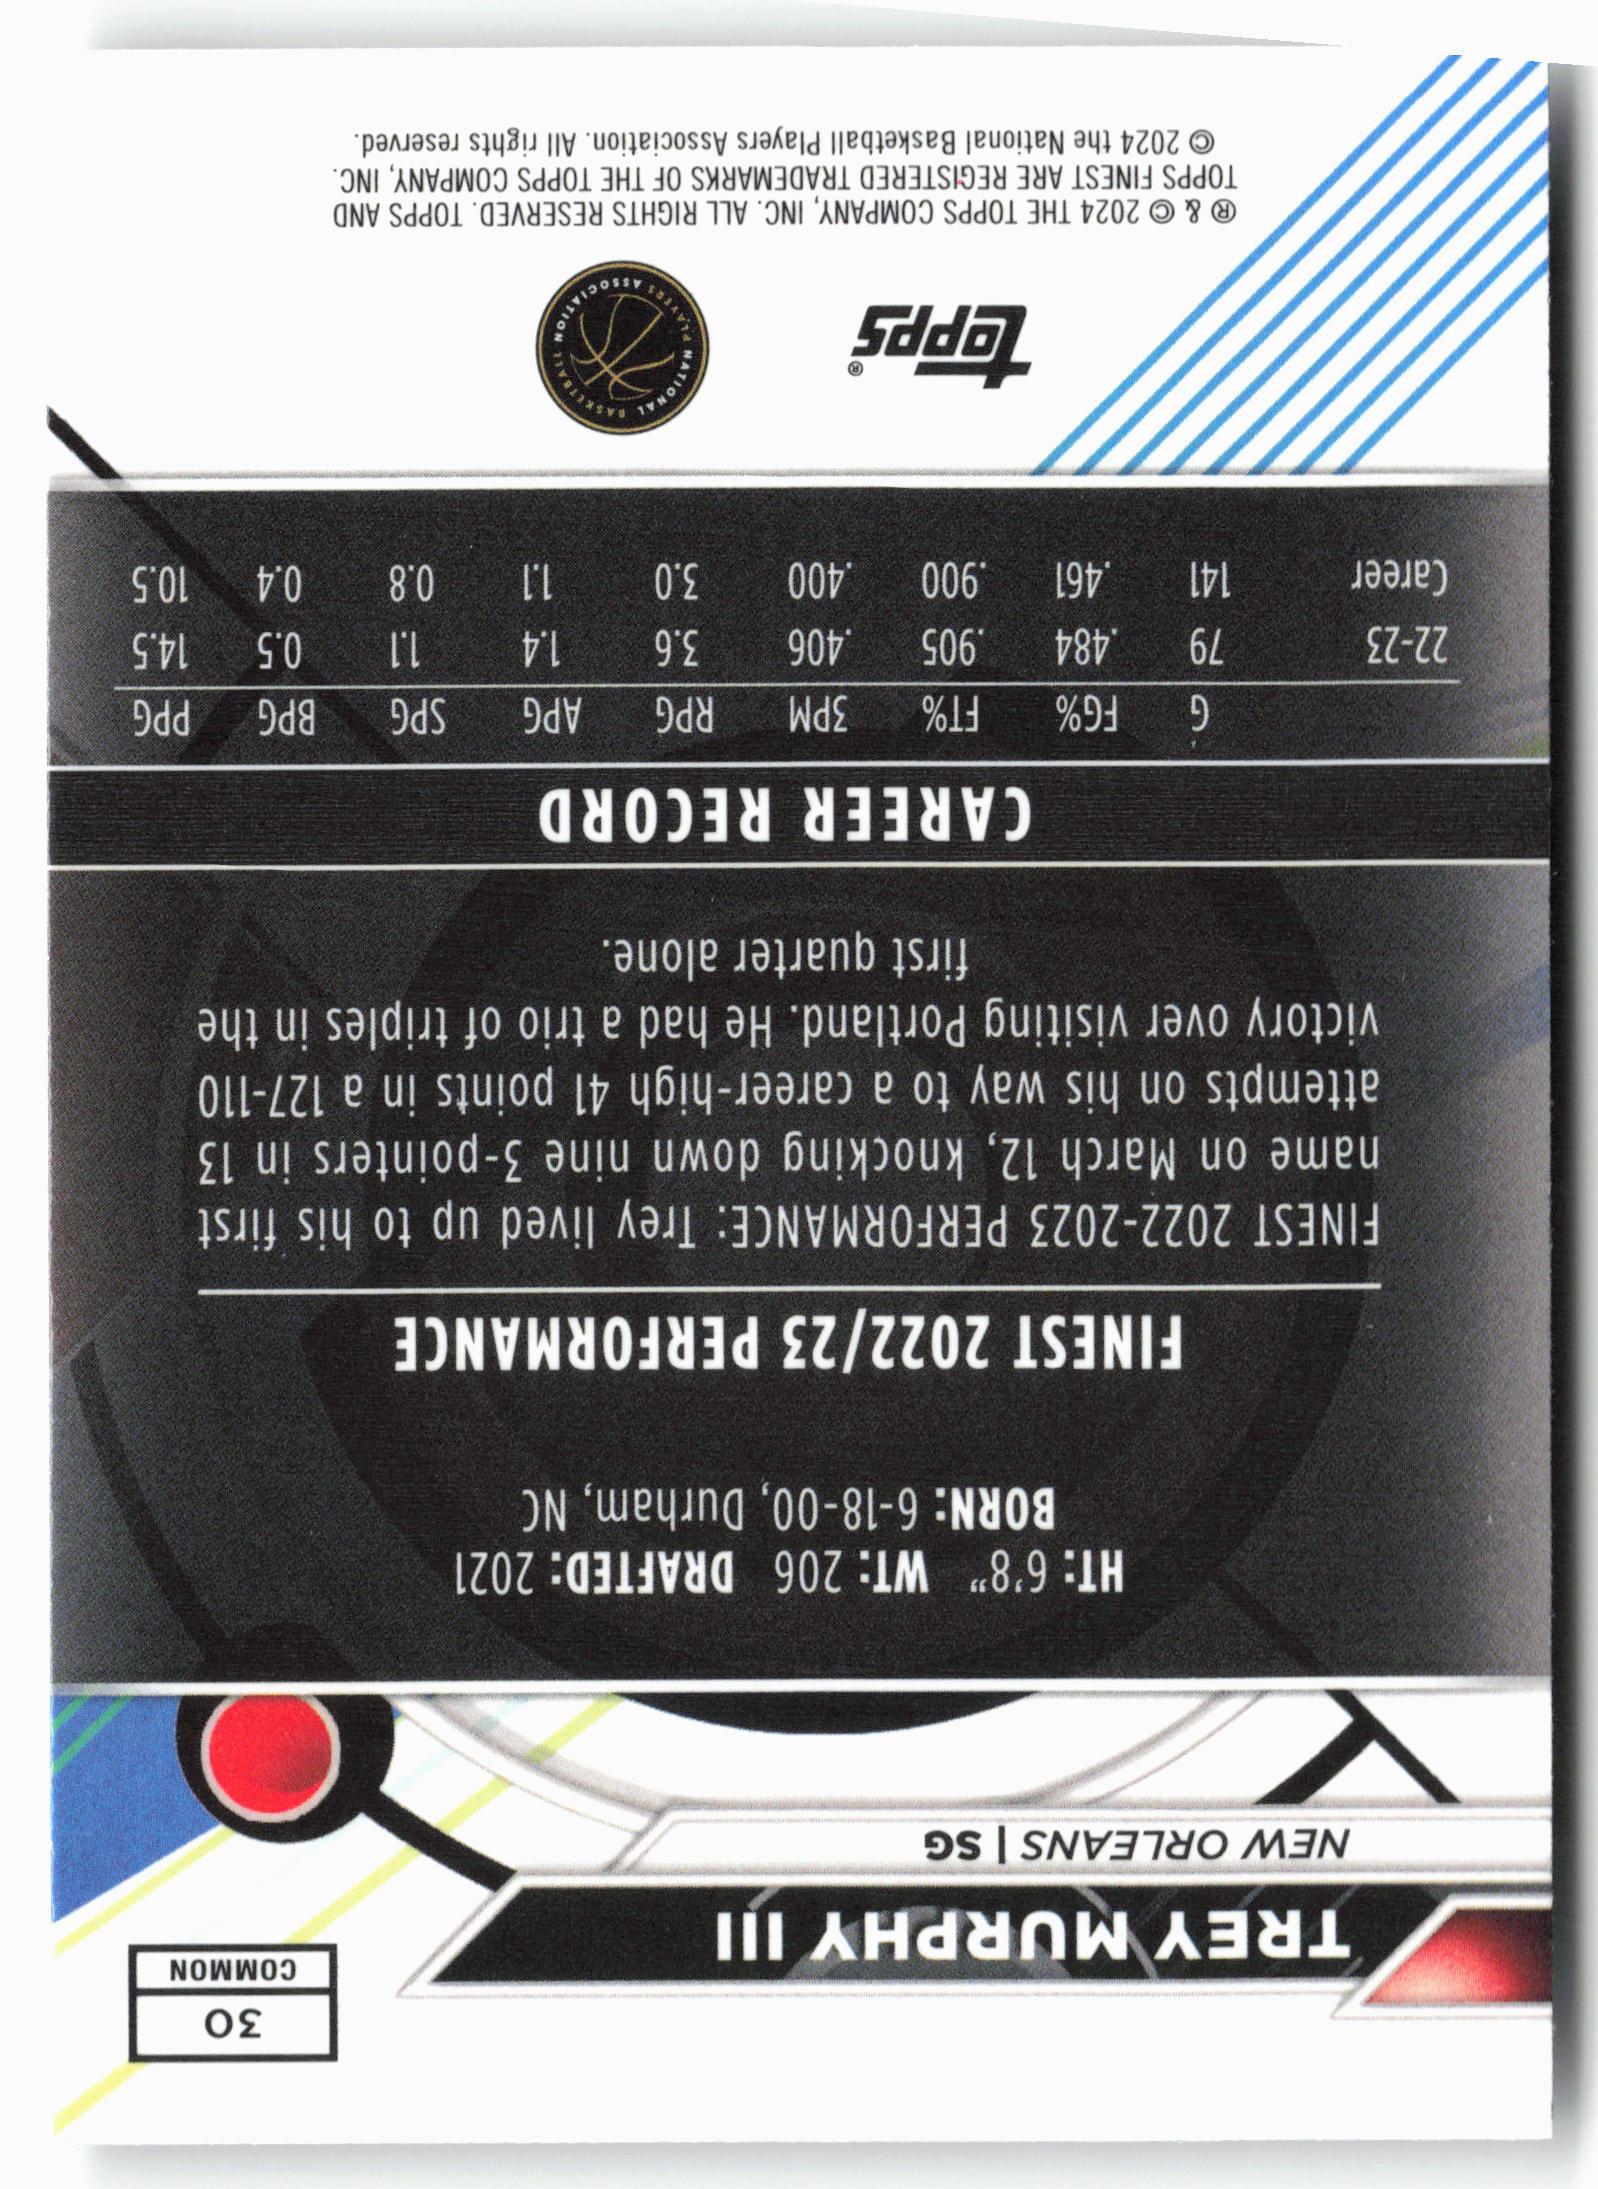 30
COMMON
TREY MURPHY III
NEW ORLEANS | SG
HT: 6'8" WT: 206 DRAFTED: 2021
BORN: 6-18-00, Durham, NC
FINEST 2022/23 PERFORMANCE
FINEST 2022-2023 PERFORMANCE: Trey lived up to his first
name on March 12, knocking down nine 3-pointers in 13
attempts on his way to a career-high 41 points in a 127-110
victory over visiting Portland. He had a trio of triples in the
first quarter alone.
CAREER RECORD
G FG% FT% 3PM RPG APG SPG BPG PPG
22-23 79 .484 .905 .406 3.6 1.4 1.1 0.5 14.5
Career 141 .461 .900 .400 3.0 1.1 0.8 0.4 10.5
topps®
NATIONAL BASKETBALL PLAYERS ASSOCIATION
® & © 2024 THE TOPPS COMPANY, INC. ALL RIGHTS RESERVED. TOPPS AND
TOPPS FINEST ARE REGISTERED TRADEMARKS OF THE TOPPS COMPANY, INC.
© 2024 the National Basketball Players Association. All rights reserved.